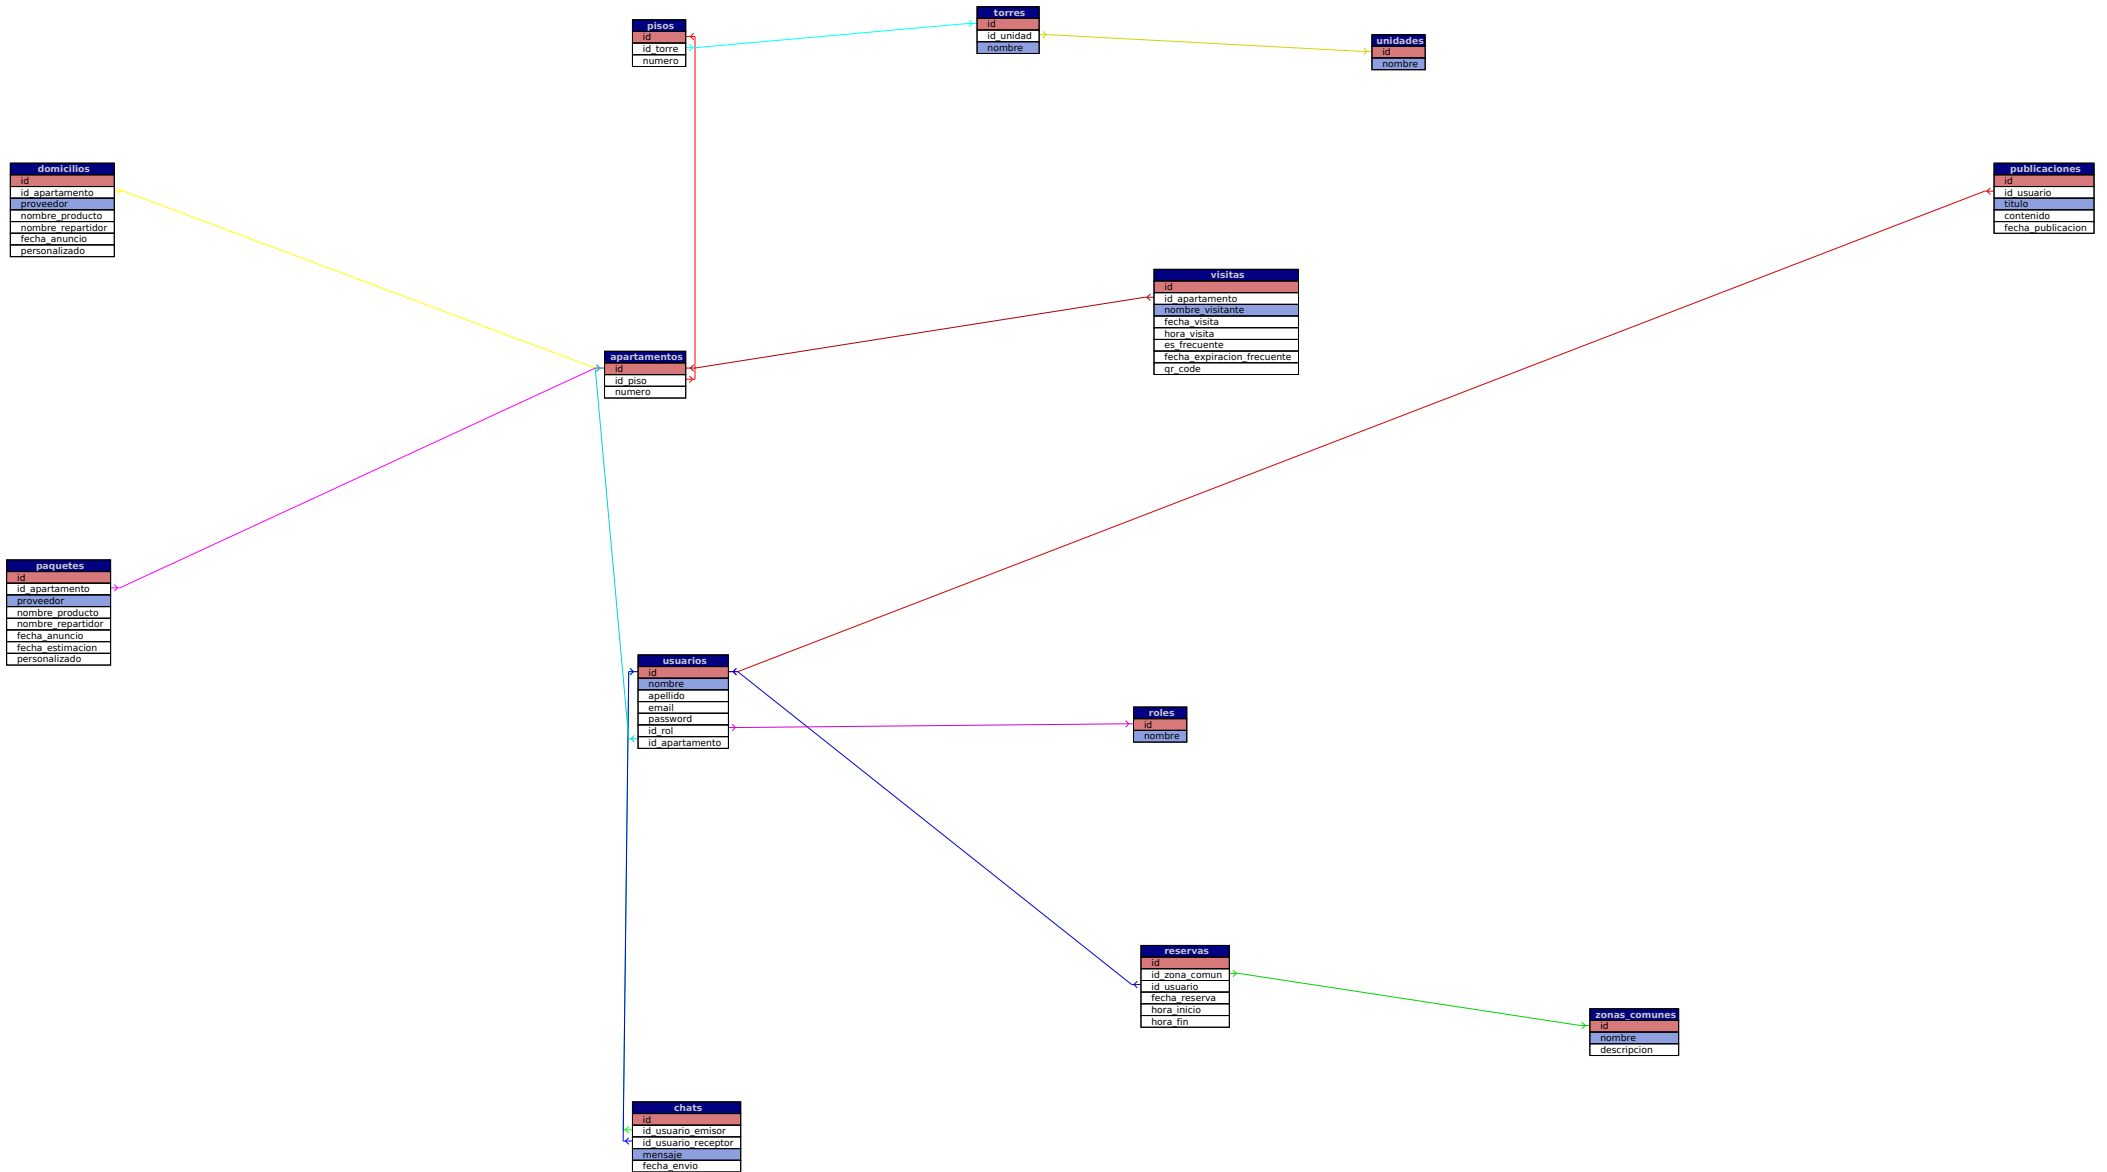 torres
id
id_unidad
nombre
pisos
id
id_torre
numero
unidades
id
nombre
domicilios
id
id_apartamento
proveedor
nombre_producto
nombre_repartidor
fecha_anuncio
personalizado
publicaciones
id
id_usuario
titulo
contenido
fecha_publicacion
visitas
id
id_apartamento
nombre_visitante
fecha_visita
hora_visita
es_frecuente
fecha_expiracion_frecuente
qr_code
apartamentos
id
id_piso
numero
paquetes
id
id_apartamento
proveedor
nombre_producto
nombre_repartidor
fecha_anuncio
fecha_estimacion
personalizado
usuarios
id
nombre
apellido
email
password
id_rol
id_apartamento
roles
id
nombre
reservas
id
id_zona_comun
id_usuario
fecha_reserva
hora_inicio
hora_fin
zonas_comunes
id
nombre
descripcion
chats
id
id_usuario_emisor
id_usuario_receptor
mensaje
fecha_envio